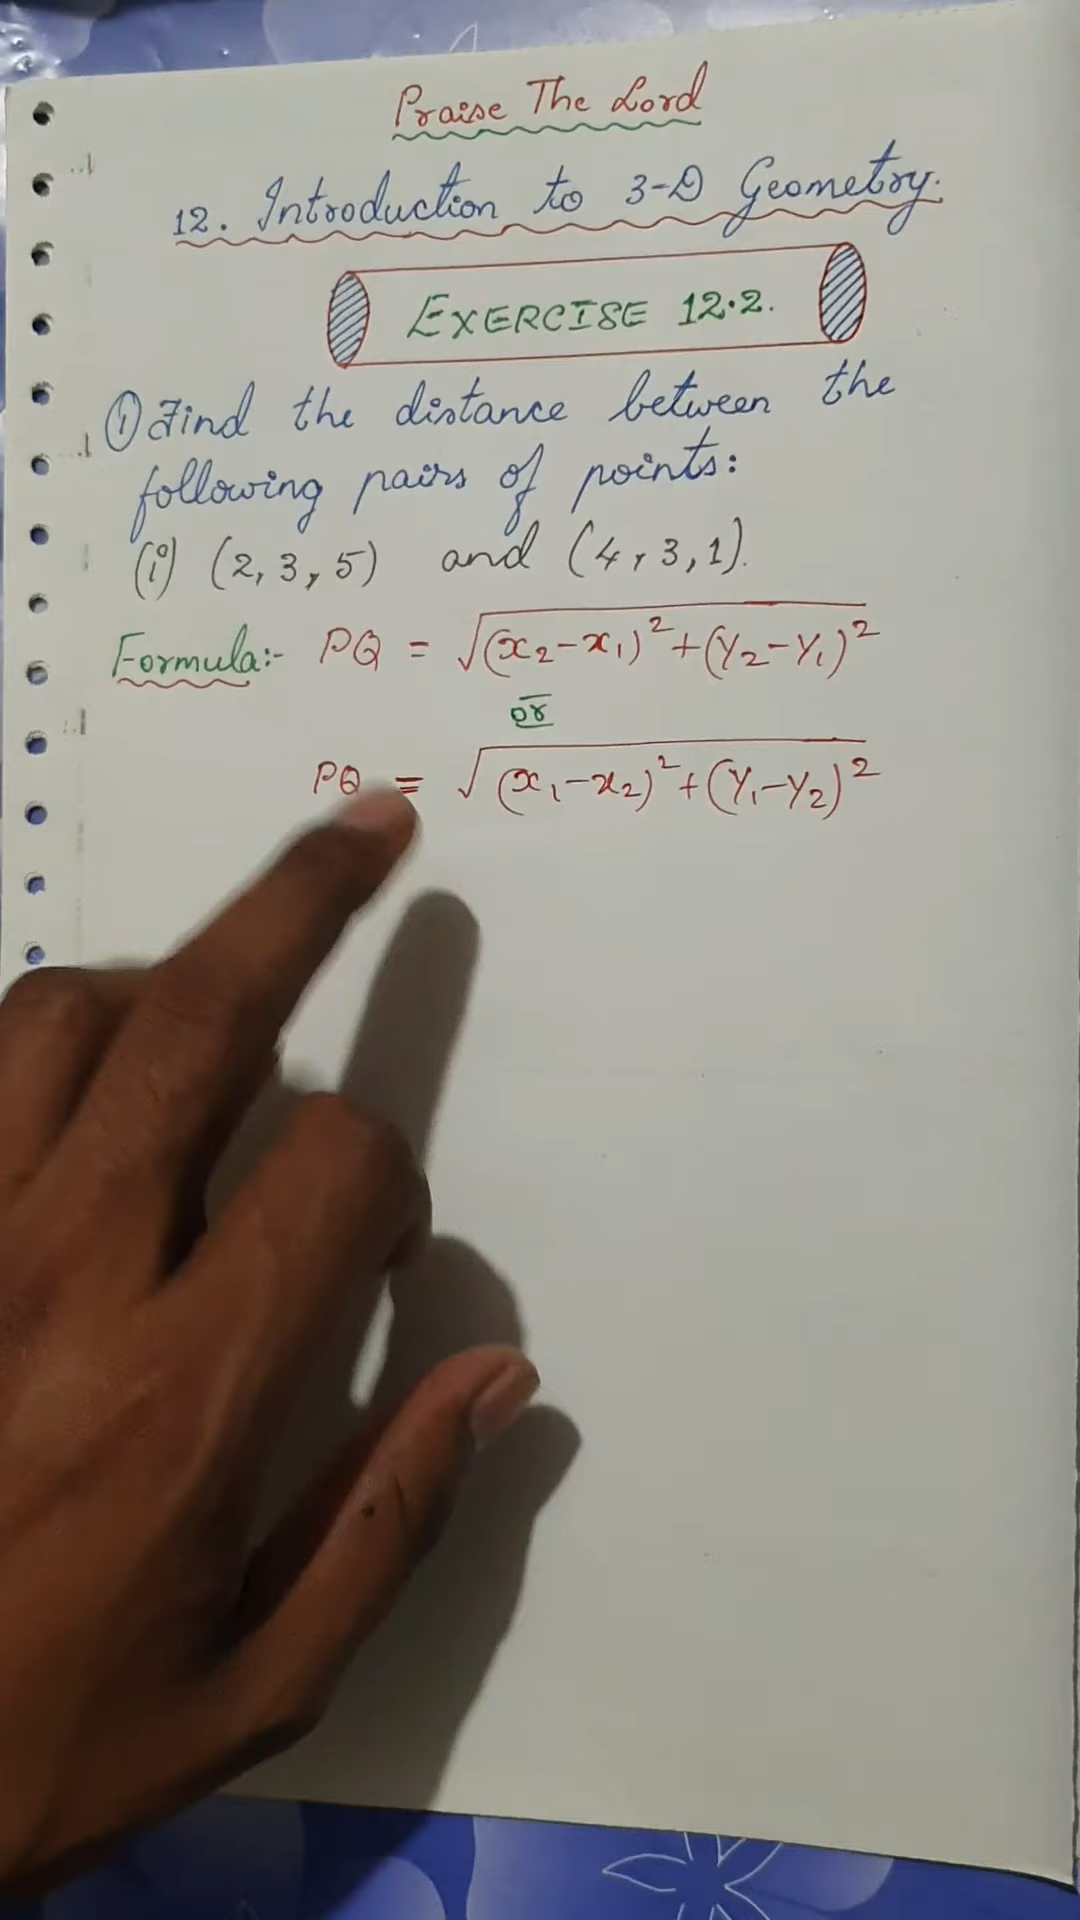 Praise The Lord
12. Introduction to 3-D Geometry.
EXERCISE 12.2.
① Find the distance between the
following pairs of points:
(i) (2, 3, 5) and (4, 3, 1).
Formula:- PQ = √(x₂-x₁)²+(y₂-y₁)²
or
PQ = √(x₁-x₂)²+(y₁-y₂)²